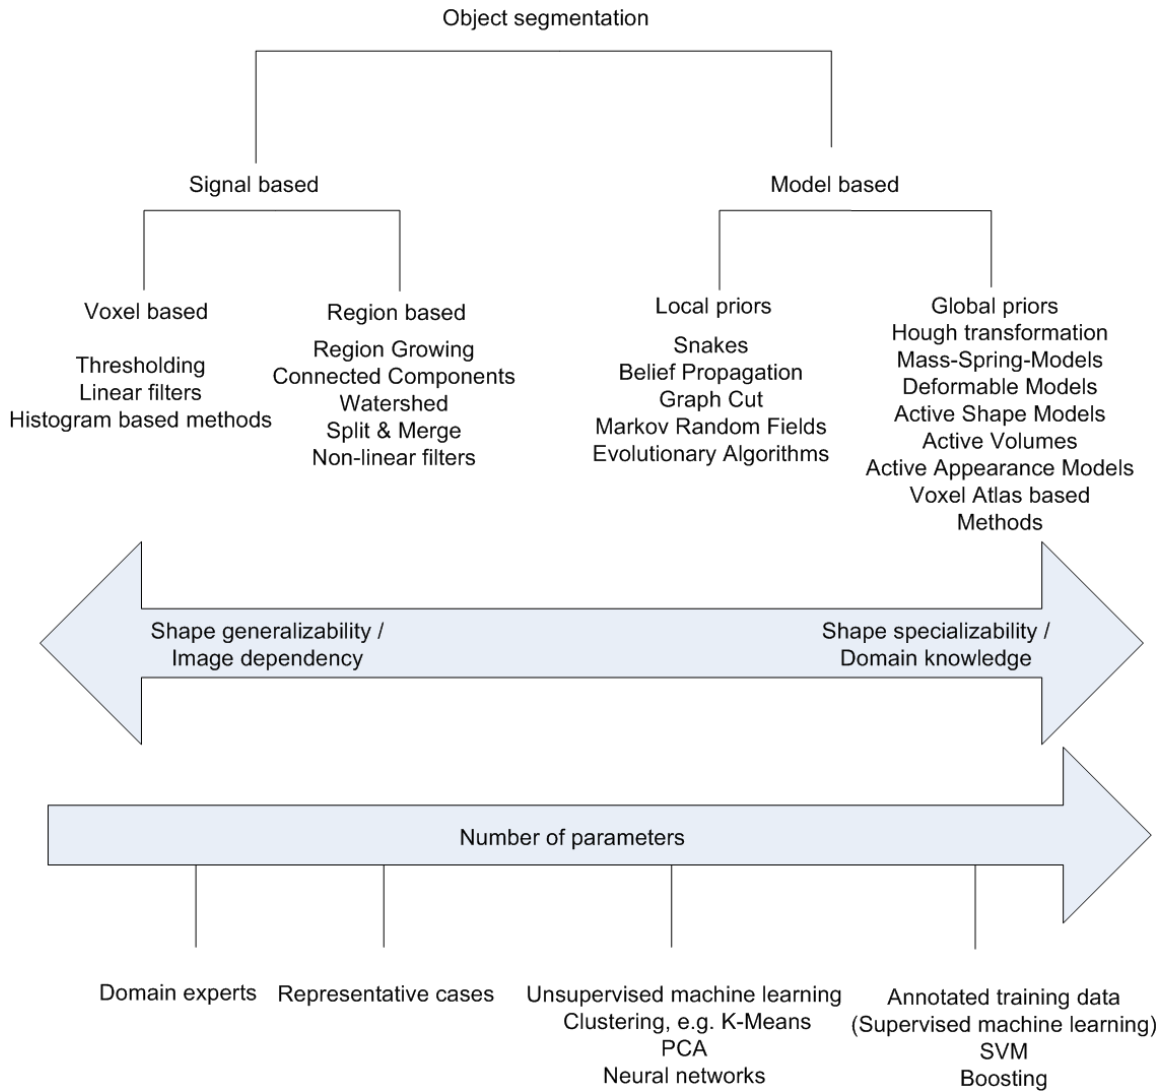 Object segmentation
Signal based
Model based
Voxel based
Thresholding
Linear filters
Histogram based methods
Region based
Region Growing
Connected Components
Watershed
Split & Merge
Non-linear filters
Local priors
Snakes
Belief Propagation
Graph Cut
Markov Random Fields
Evolutionary Algorithms
Global priors
Hough transformation
Mass-Spring-Models
Deformable Models
Active Shape Models
Active Volumes
Active Appearance Models
Voxel Atlas based
Methods
Shape generalizability /
Image dependency
Shape specializability /
Domain knowledge
Number of parameters
Domain experts
Representative cases
Unsupervised machine learning
Clustering, e.g. K-Means
PCA
Neural networks
Annotated training data
(Supervised machine learning)
SVM
Boosting